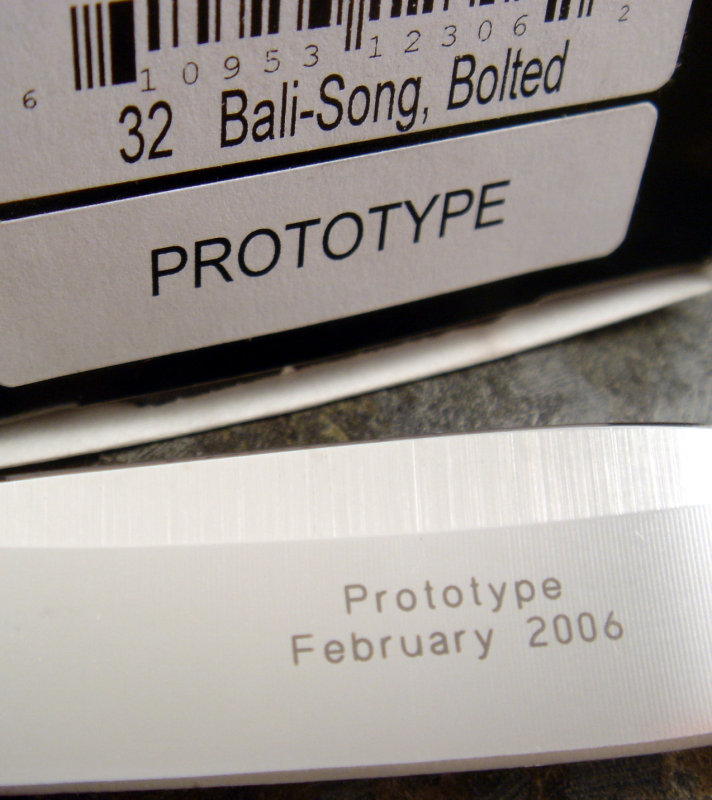 6 10953 12306 2
32 Bali-Song, Bolted
PROTOTYPE
Prototype
February 2006